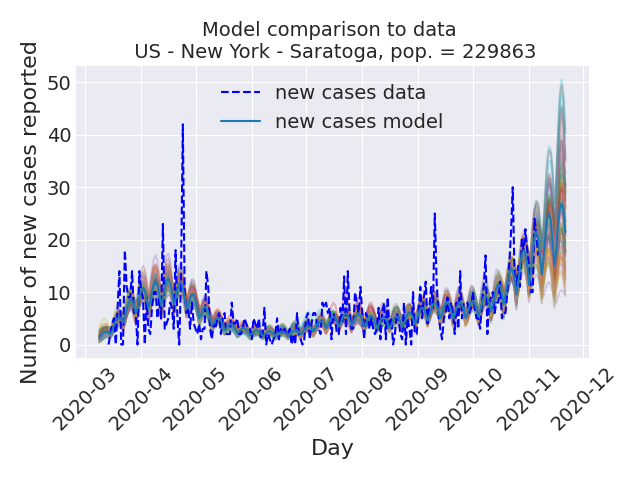 Model comparison to data
US - New York - Saratoga, pop. = 229863
Number of new cases reported
50
40
30
20
10
0
new cases data
new cases model
2020-03
2020-04
2020-05
2020-06
2020-07
2020-08
2020-09
2020-10
2020-11
2020-12
Day